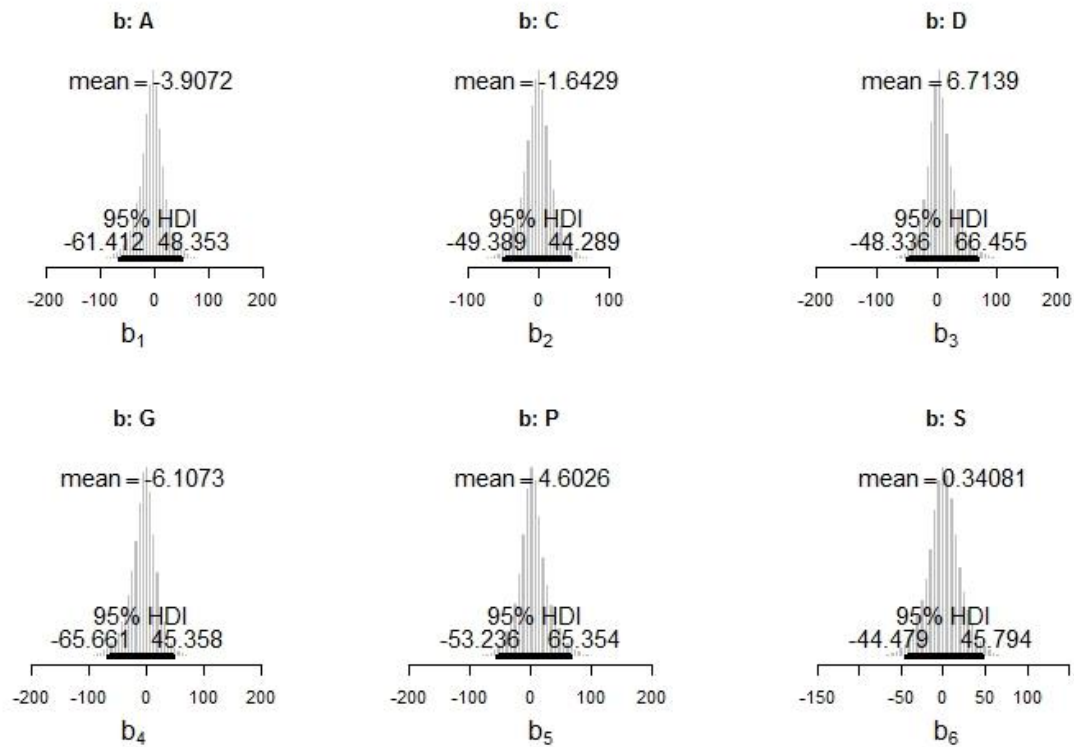 b: A
mean = -3.9072
95% HDI
-61.412 48.353
-200 -100 0 100 200
b1
b: C
mean = -1.6429
95% HDI
-49.389 44.289
-100 0 100
b2
b: D
mean = 6.7139
95% HDI
-48.336 66.455
-200 -100 0 100 200
b3
b: G
mean = -6.1073
95% HDI
-65.661 45.358
-200 -100 0 100 200
b4
b: P
mean = 4.6026
95% HDI
-53.236 65.354
-200 -100 0 100 200
b5
b: S
mean = 0.34081
95% HDI
-44.479 45.794
-150 -50 0 50 100
b6